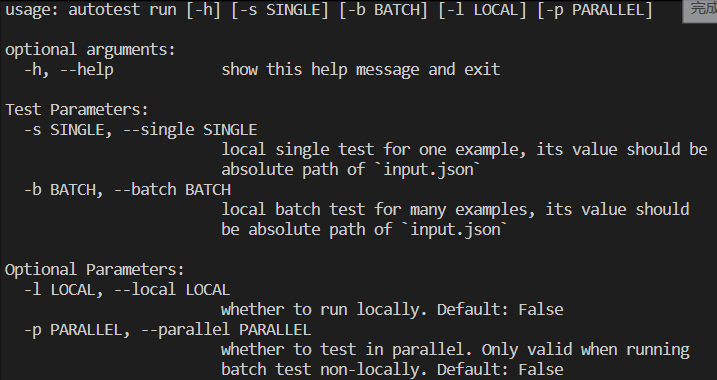 usage: autotest run [-h] [-s SINGLE] [-b BATCH] [-l LOCAL] [-p PARALLEL]
完成
optional arguments:
  -h, --help            show this help message and exit
Test Parameters:
  -s SINGLE, --single SINGLE
                        local single test for one example, its value should be
                        absolute path of `input.json`
  -b BATCH, --batch BATCH
                        local batch test for many examples, its value should
                        be absolute path of `input.json`
Optional Parameters:
  -l LOCAL, --local LOCAL
                        whether to run locally. Default: False
  -p PARALLEL, --parallel PARALLEL
                        whether to test in parallel. Only valid when running
                        batch test non-locally. Default: False